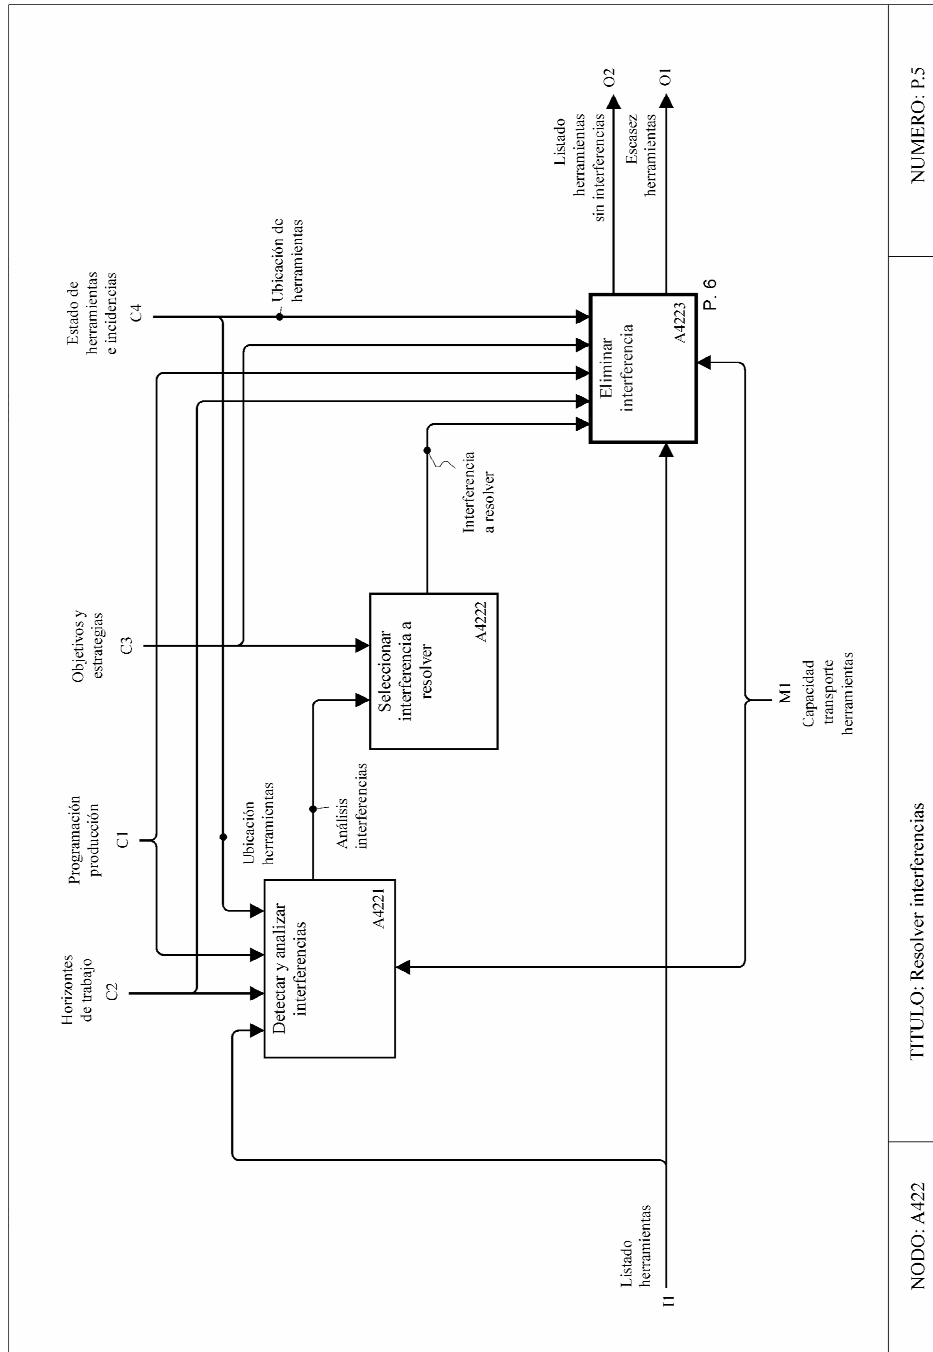 Horizontes
de trabajo
C2
Programación
producción
C1
Objetivos y
estrategias
C3
Estado de
herramientas
e incidencias
C4
Ubicación de
herramientas
Ubicación
herramientas
Detectar y analizar
interferencias
A4221
Análisis
interferencias
Seleccionar
interferencia a
resolver
A4222
Interferencia
a resolver
Eliminar
interferencia
A4223
P. 6
Listado
herramientas
sin interferencias
O2
Escasez
herramientas
O1
Listado
herramientas
I1
M1
Capacidad
transporte
herramientas
NODO: A422
TITULO: Resolver interferencias
NUMERO: P.5